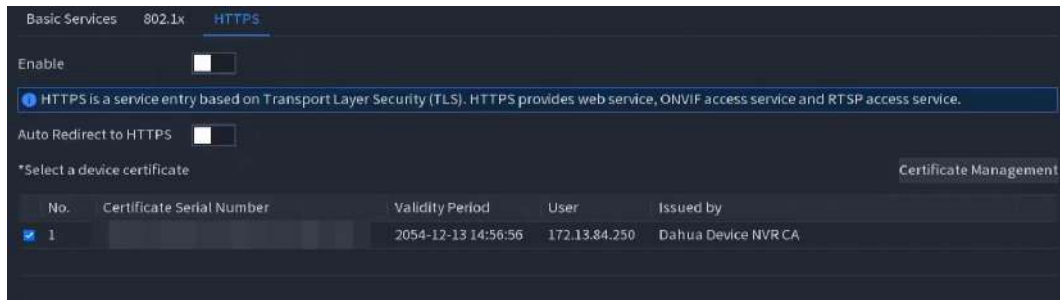 Basic Services 802.1x HTTPS
Enable
HTTPS is a service entry based on Transport Layer Security (TLS). HTTPS provides web service, ONVIF access service and RTSP access service.
Auto Redirect to HTTPS
*Select a device certificate Certificate Management
No. Certificate Serial Number Validity Period User Issued by
1 2054-12-13 14:56:56 172.13.84.250 Dahua Device NVR CA